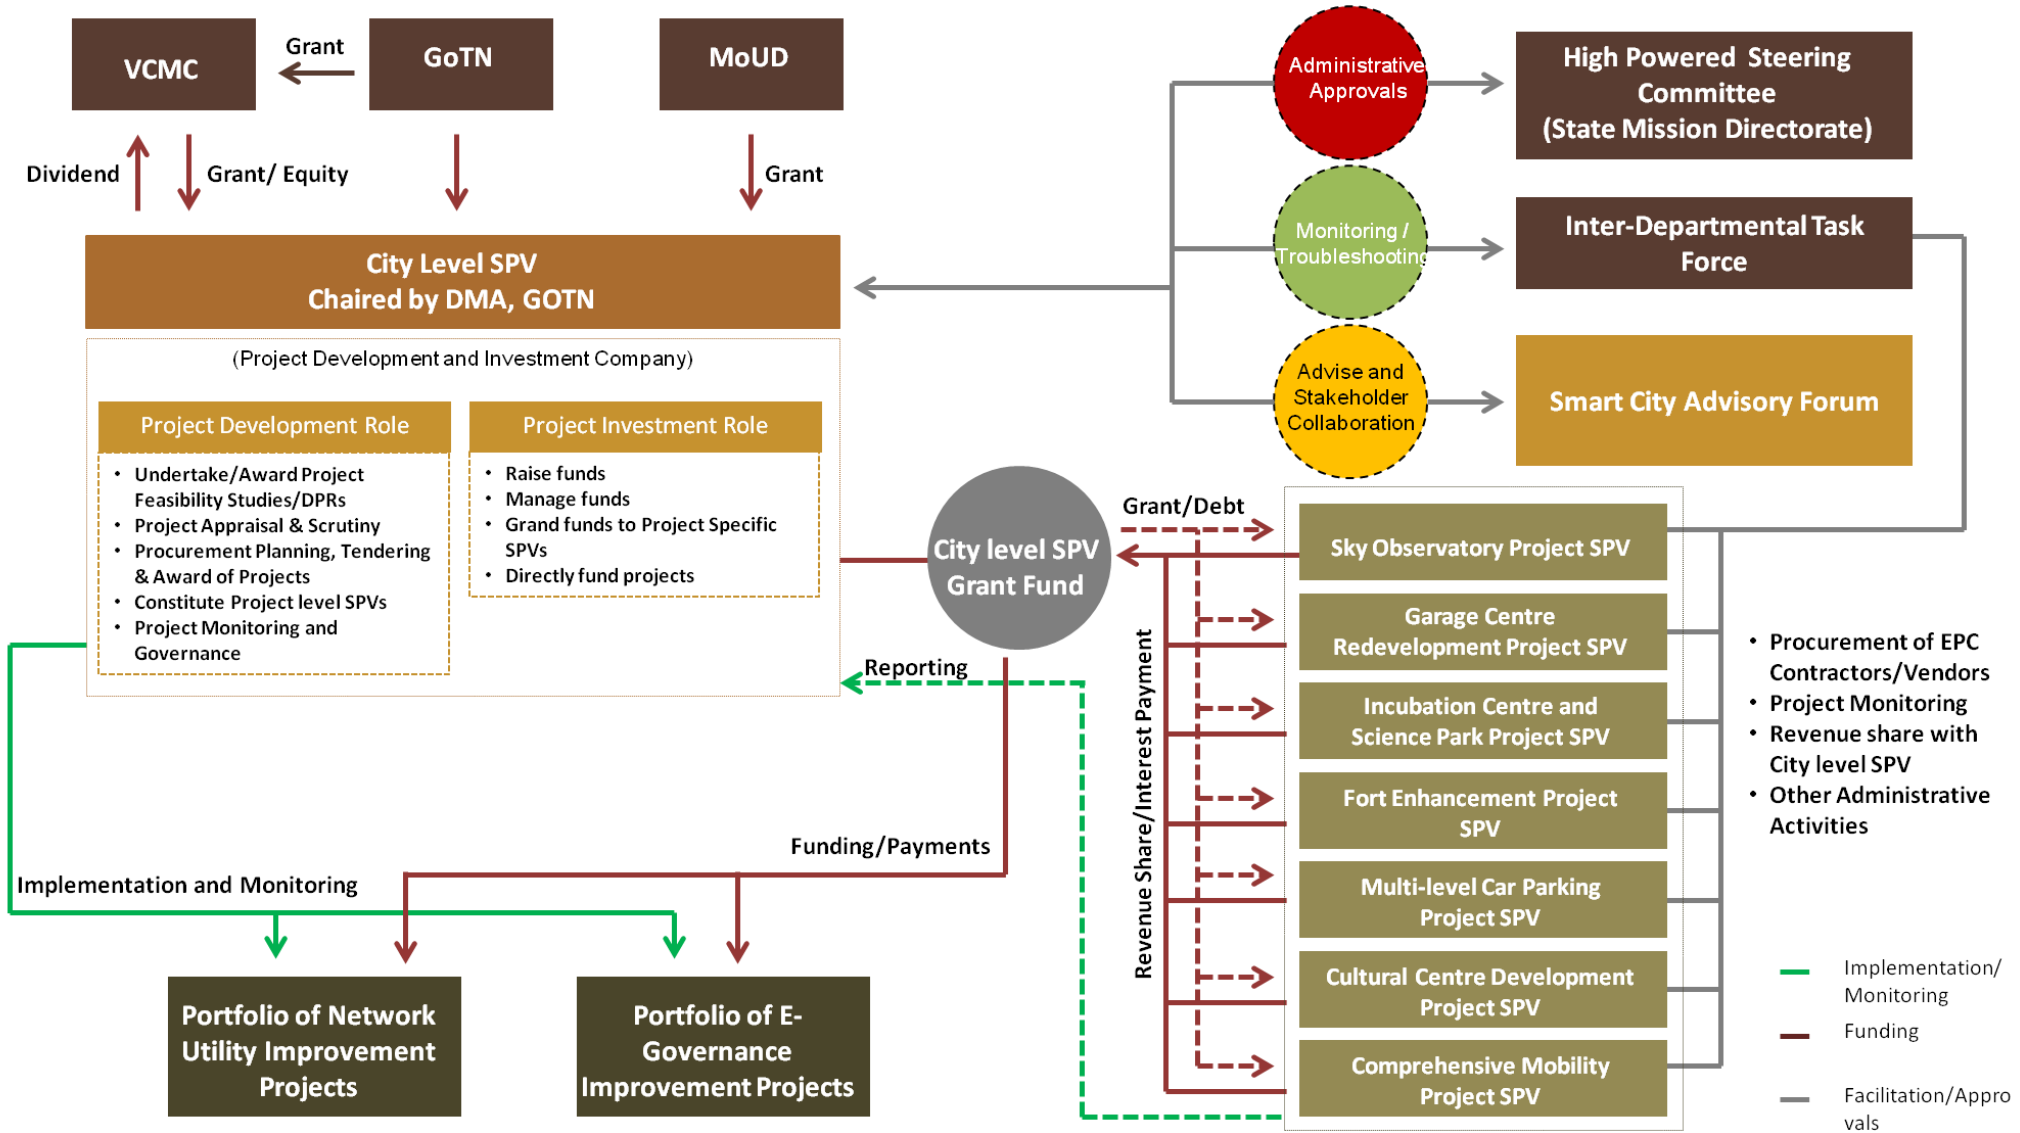 VCMC
Grant
GoTN
MoUD
Dividend
Grant/ Equity
Grant
City Level SPV
Chaired by DMA, GOTN
(Project Development and Investment Company)
Project Development Role
• Undertake/Award Project
Feasibility Studies/DPRs
• Project Appraisal & Scrutiny
• Procurement Planning, Tendering
& Award of Projects
• Constitute Project level SPVs
• Project Monitoring and
Governance
Project Investment Role
• Raise funds
• Manage funds
• Grand funds to Project Specific
SPVs
• Directly fund projects
Administrative
Approvals
High Powered Steering
Committee
(State Mission Directorate)
Monitoring /
Troubleshooting
Inter-Departmental Task
Force
Advise and
Stakeholder
Collaboration
Smart City Advisory Forum
City level SPV
Grant Fund
Grant/Debt
Reporting
Revenue Share/Interest Payment
Sky Observatory Project SPV
Garage Centre
Redevelopment Project SPV
Incubation Centre and
Science Park Project SPV
Fort Enhancement Project
SPV
Multi-level Car Parking
Project SPV
Cultural Centre Development
Project SPV
Comprehensive Mobility
Project SPV
• Procurement of EPC
Contractors/Vendors
• Project Monitoring
• Revenue share with
City level SPV
• Other Administrative
Activities
Funding/Payments
Implementation and Monitoring
Portfolio of Network
Utility Improvement
Projects
Portfolio of E-
Governance
Improvement Projects
Implementation/
Monitoring
Funding
Facilitation/Appro
vals